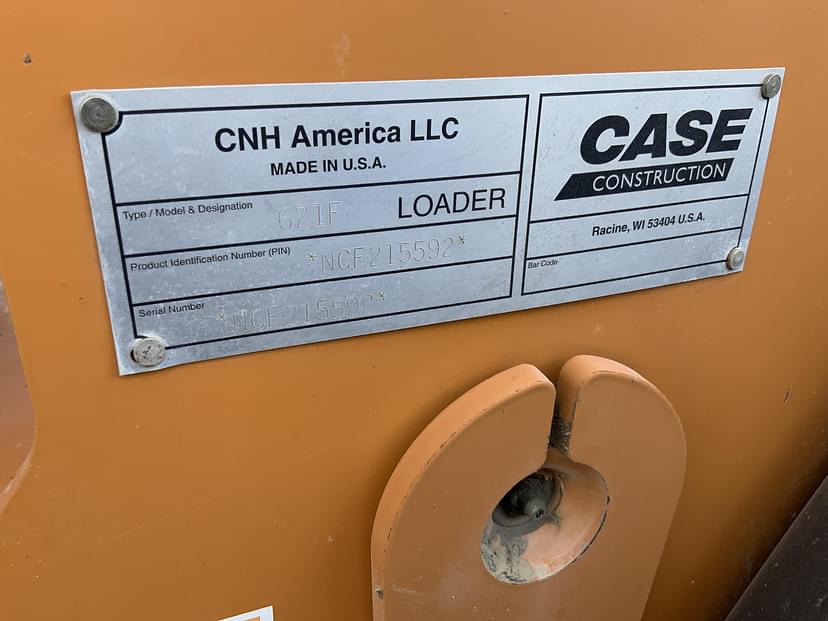 CNH America LLC
MADE IN U.S.A.
Type / Model & Designation 621F LOADER
Product Identification Number (PIN) *NCF215592*
Serial Number *NCF215592*
CASE
CONSTRUCTION
Racine, WI 53404 U.S.A.
Bar Code